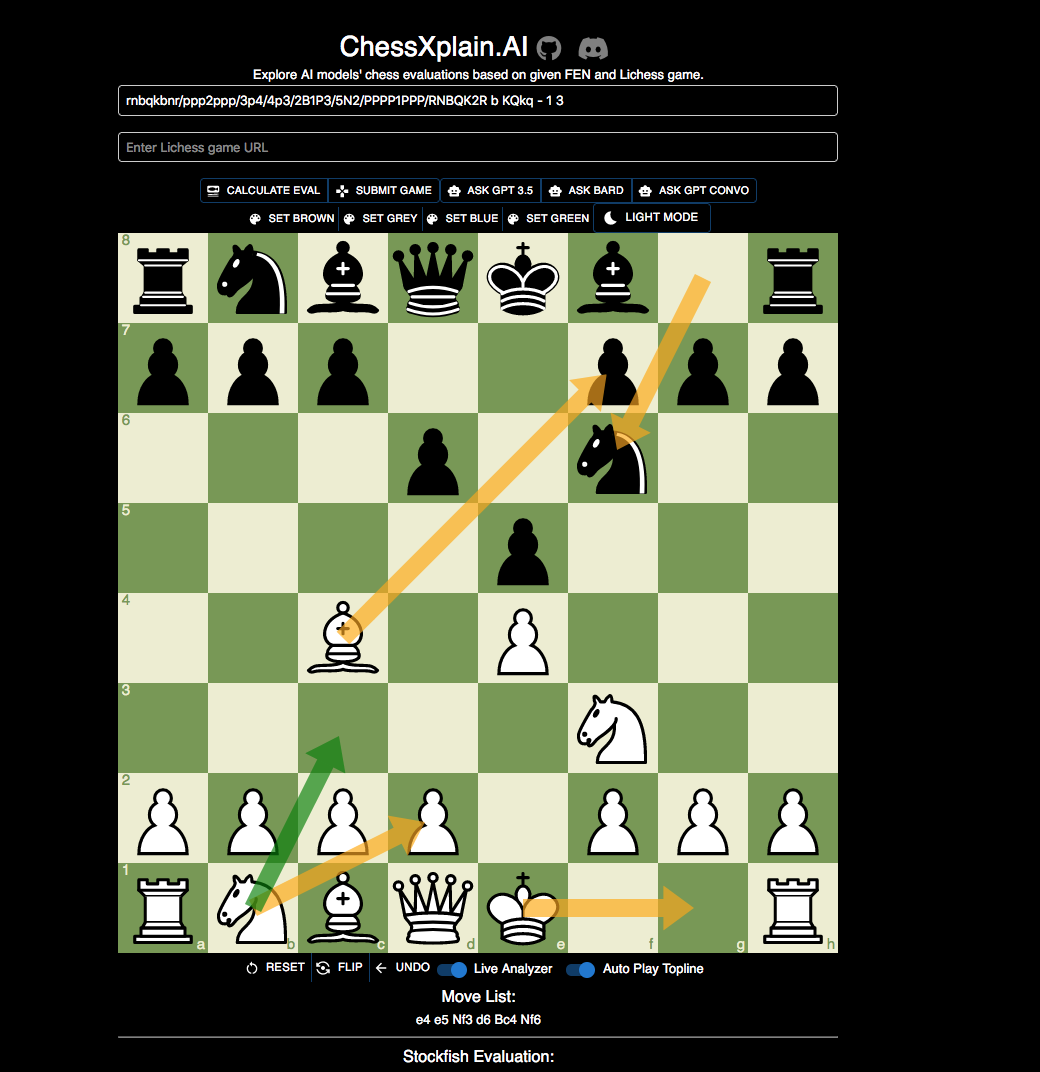 ChessXplain.AI
Explore AI models' chess evaluations based on given FEN and Lichess game.
rnbqkbnr/ppp2ppp/3p4/4p3/2B1P3/5N2/PPPP1PPP/RNBQK2R b KQkq - 1 3
Enter Lichess game URL
CALCULATE EVAL SUBMIT GAME ASK GPT 3.5 ASK BARD ASK GPT CONVO
SET BROWN SET GREY SET BLUE SET GREEN LIGHT MODE
8
7
6
5
4
3
2
1
a b c d e f g h
RESET FLIP UNDO Live Analyzer Auto Play Topline
Move List:
e4 e5 Nf3 d6 Bc4 Nf6
Stockfish Evaluation: